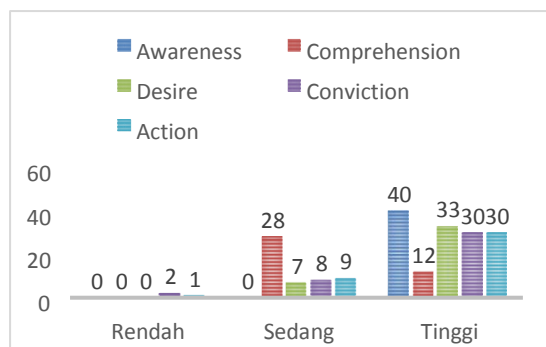 Awareness Comprehension
Desire Conviction
Action
60
40
20
0
0 0 0 2 1
0 28 7 8 9
40 12 33 30 30
Rendah Sedang Tinggi